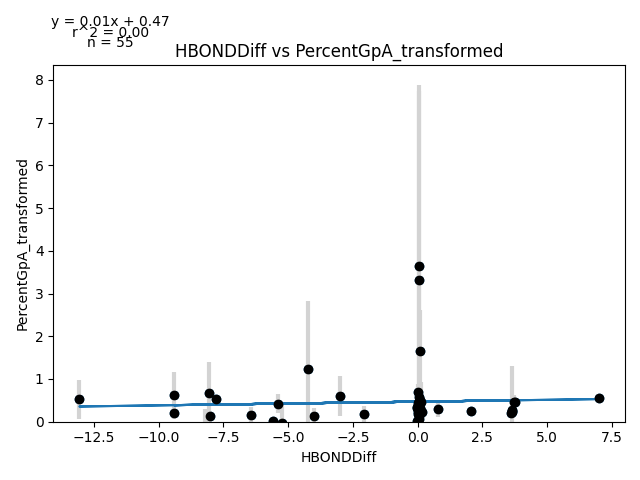 y = 0.01x + 0.47
r^2 = 0.00
n = 55
HBONDDiff vs PercentGpA_transformed
PercentGpA_transformed
8
7
6
5
4
3
2
1
0
−12.5 −10.0 −7.5 −5.0 −2.5 0.0 2.5 5.0 7.5
HBONDDiff